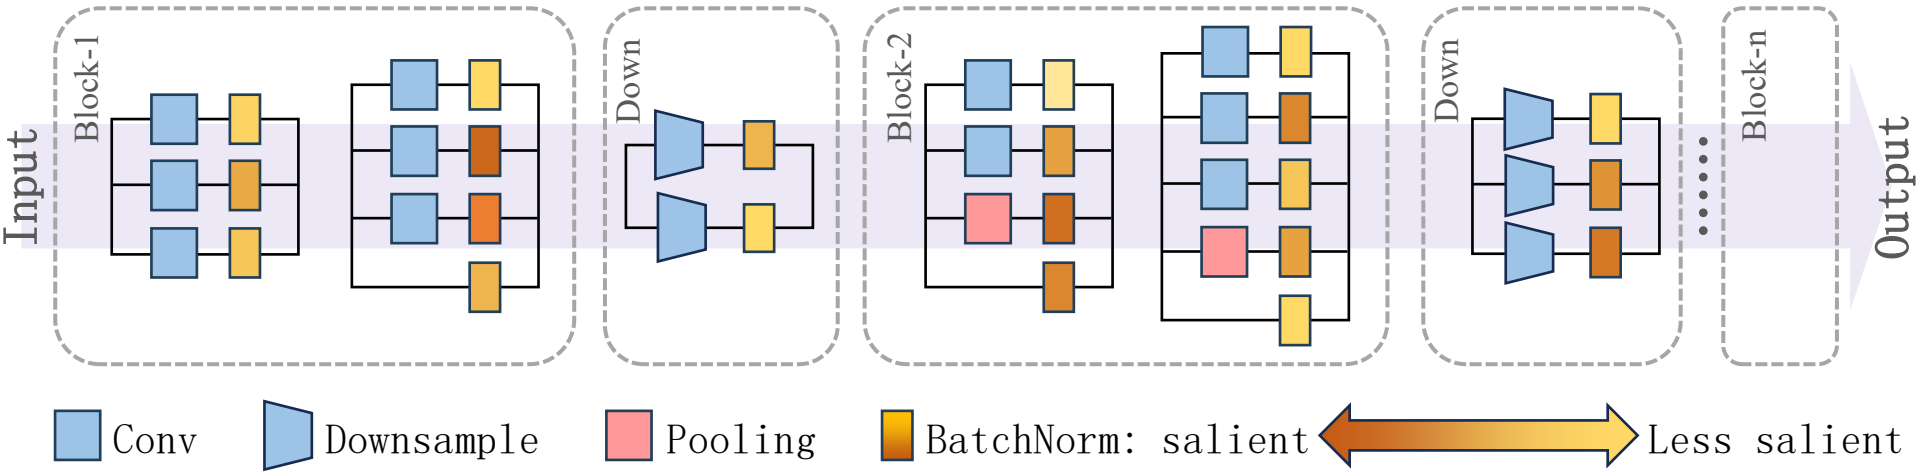 Input
Block-1
Down
Block-2
Down
Block-n
Output
Conv
Downsample
Pooling
BatchNorm: salient
Less salient